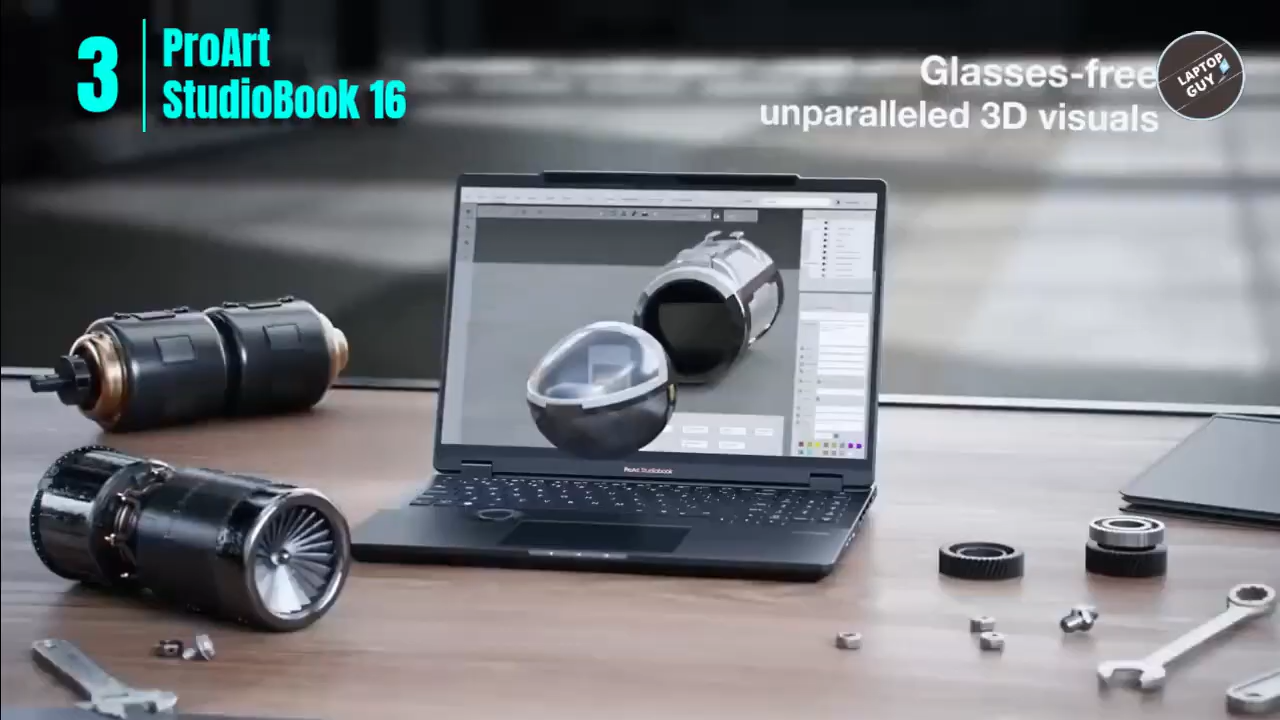 3
ProArt
StudioBook 16
Glasses-free
unparalleled 3D visuals
LAPTOP
GUY
ProArt Studiobook